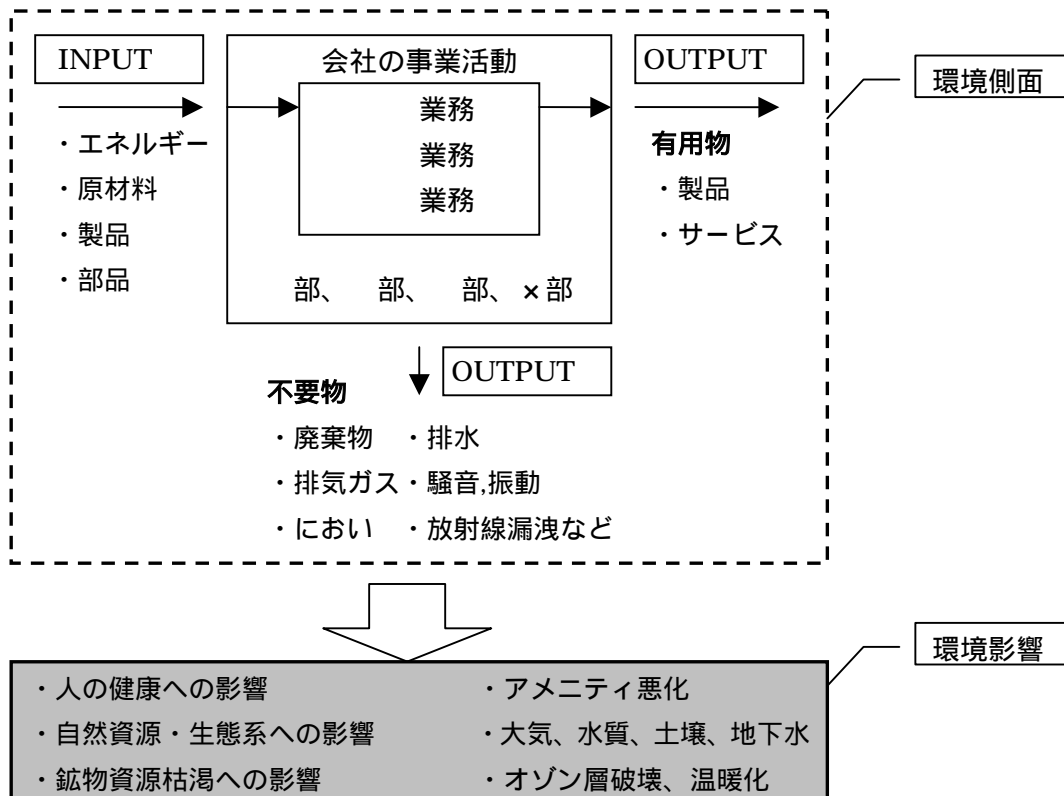 INPUT
会社の事業活動
OUTPUT
環境側面
業務
業務
業務
・エネルギー
・原材料
・製品
・部品
有用物
・製品
・サービス
部、 部、 部、×部
OUTPUT
不要物
・廃棄物 ・排水
・排気ガス・騒音,振動
・におい ・放射線漏洩など
環境影響
・人の健康への影響 ・アメニティ悪化
・自然資源・生態系への影響 ・大気、水質、土壌、地下水
・鉱物資源枯渇への影響 ・オゾン層破壊、温暖化